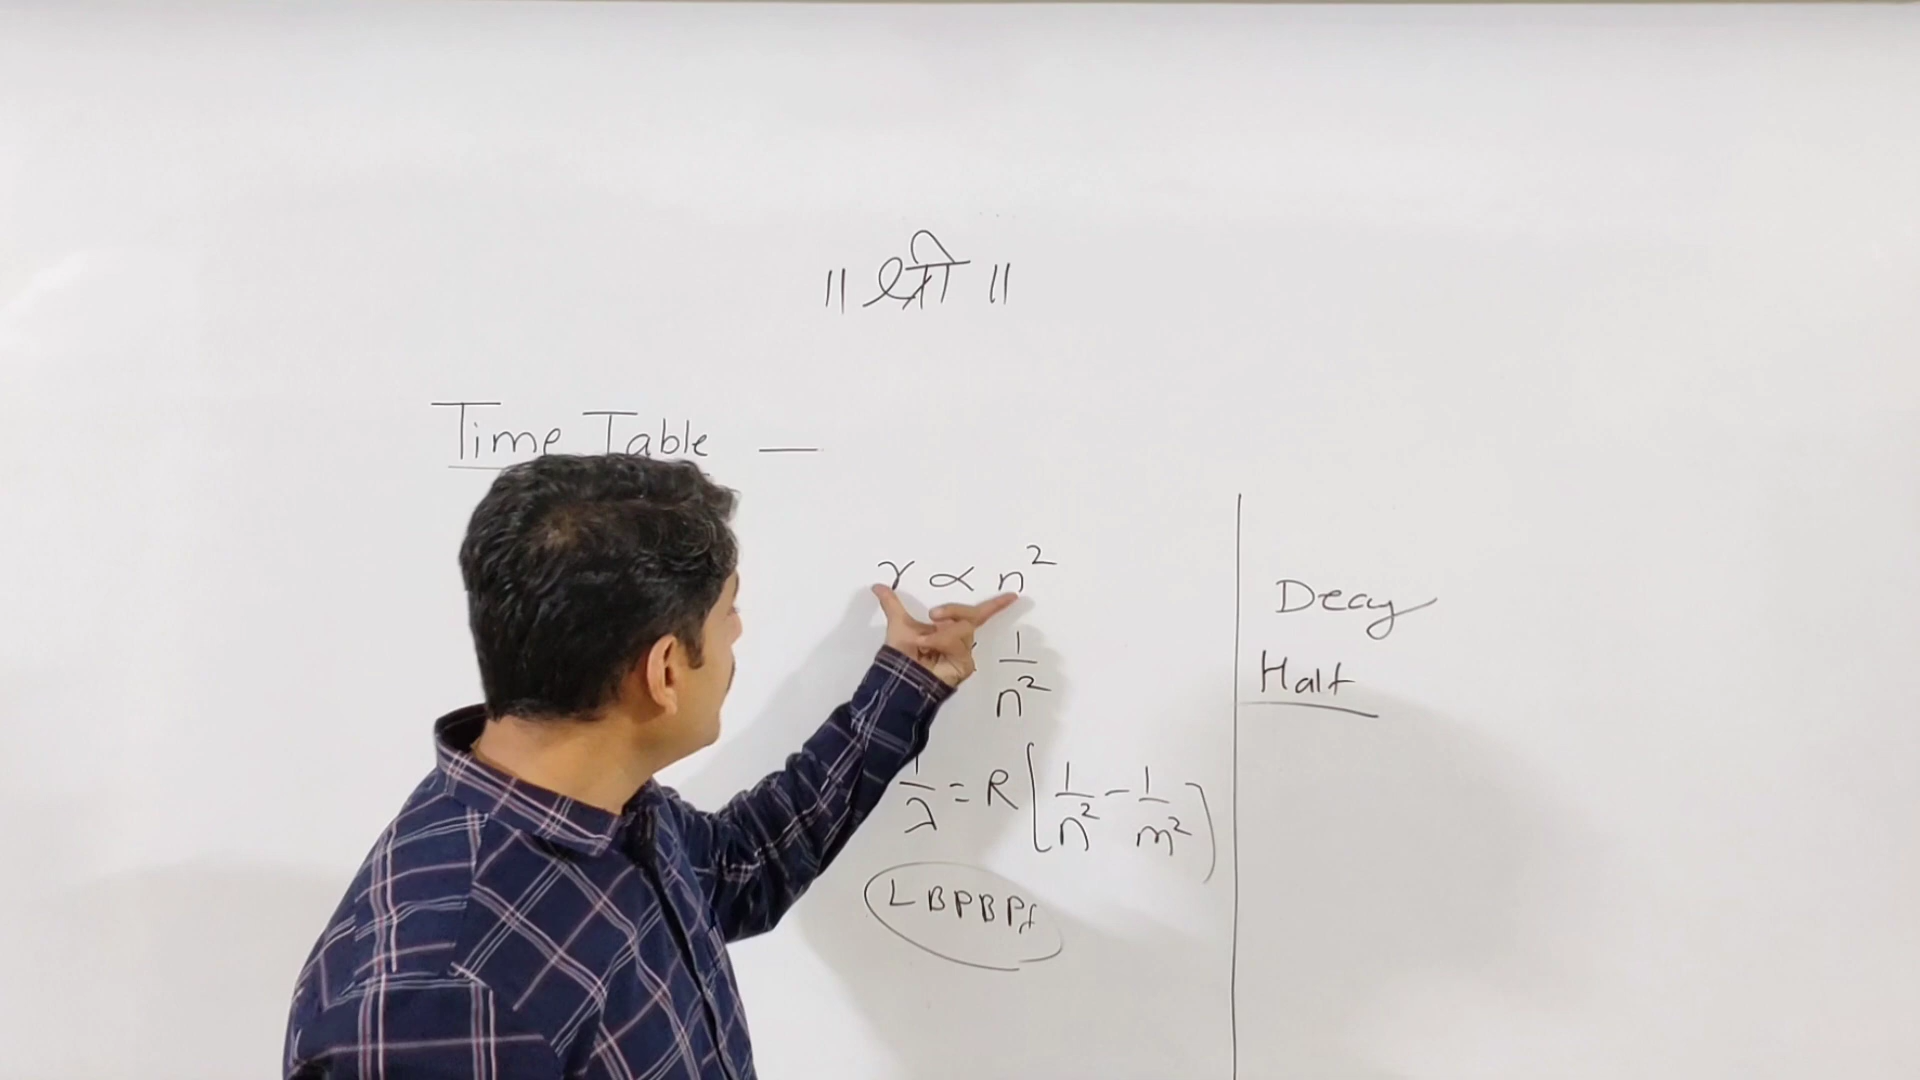 ॥ श्री ॥
Time Table —
r ∝ n²
1/n²
1/λ = R [1/n² - 1/m²]
LBPBPf
Decay
Half